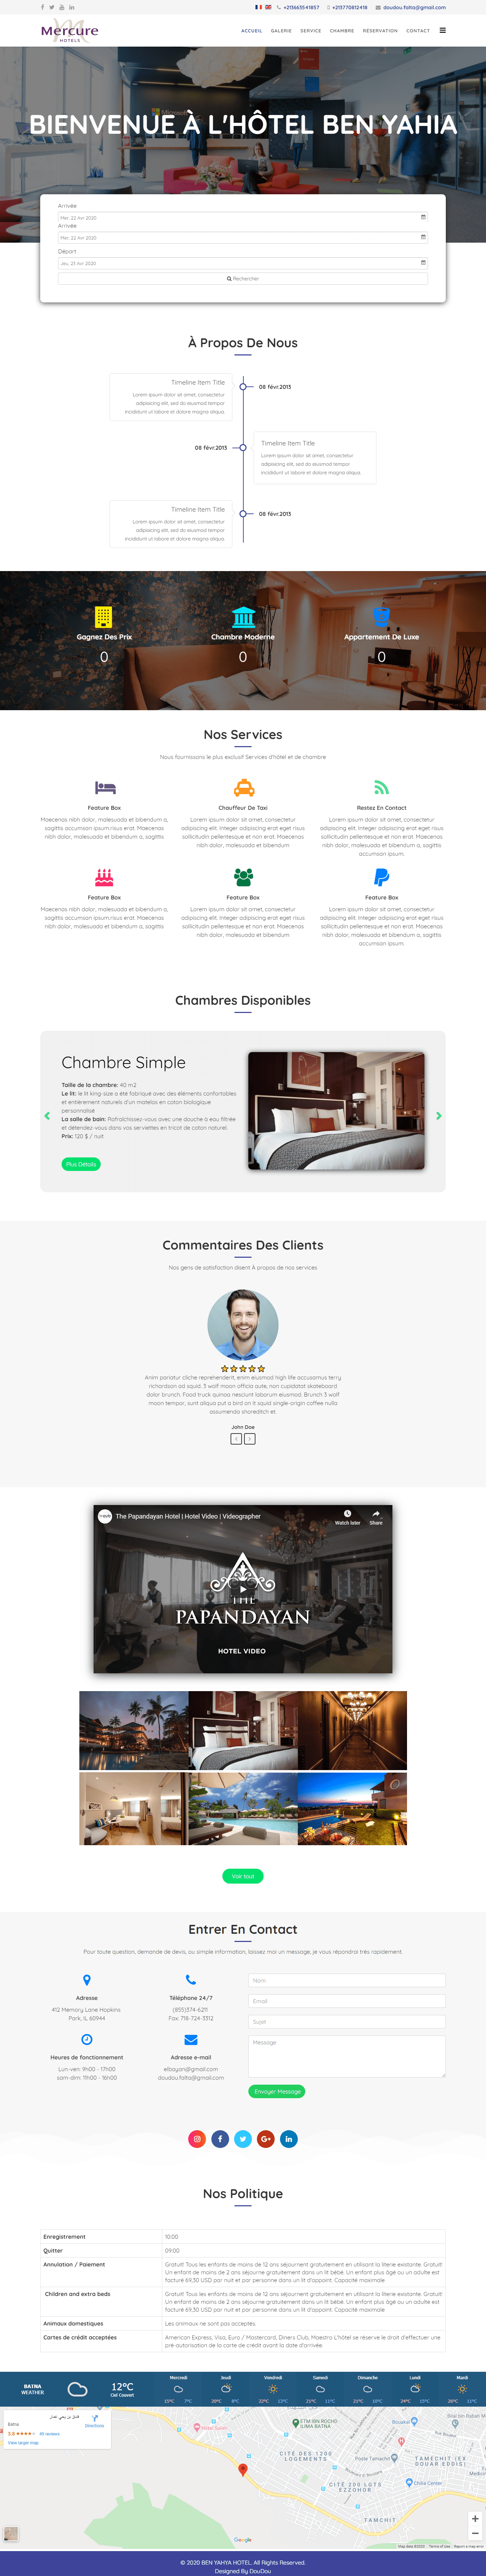 +213663541857 +213770812418 doudou.falta@gmail.com
Mercure
HOTELS
ACCUEIL GALERIE SERVICE CHAMBRE RÉSERVATION CONTACT
BIENVENUE À L'HÔTEL BEN YAHIA
Arrivée
Mer, 22 Avr 2020
Arrivée
Mer, 22 Avr 2020
Départ
Jeu, 23 Avr 2020
Rechercher
À Propos De Nous
Timeline Item Title
Lorem ipsum dolor sit amet, consectetur
adipisicing elit, sed do eiusmod tempor
incididunt ut labore et dolore magna aliqua.
08 févr.2013
08 févr.2013
Timeline Item Title
Lorem ipsum dolor sit amet, consectetur
adipisicing elit, sed do eiusmod tempor
incididunt ut labore et dolore magna aliqua.
Timeline Item Title
Lorem ipsum dolor sit amet, consectetur
adipisicing elit, sed do eiusmod tempor
incididunt ut labore et dolore magna aliqua.
08 févr.2013
Gagnez Des Prix
0
Chambre Moderne
0
Appartement De Luxe
0
Nos Services
Nous fournissons le plus exclusif Services d'hôtel et de chambre
Feature Box
Maecenas nibh dolor, malesuada et bibendum a,
sagittis accumsan ipsum.risus erat. Maecenas
nibh dolor, malesuada et bibendum a, sagittis
Chauffeur De Taxi
Lorem ipsum dolor sit amet, consectetur
adipiscing elit. Integer adipiscing erat eget risus
sollicitudin pellentesque et non erat. Maecenas
nibh dolor, malesuada et bibendum
Restez En Contact
Lorem ipsum dolor sit amet, consectetur
adipiscing elit. Integer adipiscing erat eget risus
sollicitudin pellentesque et non erat. Maecenas
nibh dolor, malesuada et bibendum a, sagittis
accumsan ipsum.
Feature Box
Maecenas nibh dolor, malesuada et bibendum a,
sagittis accumsan ipsum.risus erat. Maecenas
nibh dolor, malesuada et bibendum a, sagittis
Feature Box
Lorem ipsum dolor sit amet, consectetur
adipiscing elit. Integer adipiscing erat eget risus
sollicitudin pellentesque et non erat. Maecenas
nibh dolor, malesuada et bibendum
Feature Box
Lorem ipsum dolor sit amet, consectetur
adipiscing elit. Integer adipiscing erat eget risus
sollicitudin pellentesque et non erat. Maecenas
nibh dolor, malesuada et bibendum a, sagittis
accumsan ipsum.
Chambres Disponibles
Chambre Simple
Taille de la chambre: 40 m2
Le lit: le lit king-size a été fabriqué avec des éléments confortables
et entièrement naturels d'un matelas en coton biologique
personnalisé
La salle de bain: Rafraîchissez-vous avec une douche à eau filtrée
et détendez-vous dans vos serviettes en tricot de coton naturel.
Prix: 120 $ / nuit
Plus Détails
Commentaires Des Clients
Nos gens de satisfaction disent À propos de nos services
Anim pariatur cliche reprehenderit, enim eiusmod high life accusamus terry
richardson ad squid. 3 wolf moon officia aute, non cupidatat skateboard
dolor brunch. Food truck quinoa nesciunt laborum eiusmod. Brunch 3 wolf
moon tempor, sunt aliqua put a bird on it squid single-origin coffee nulla
assumenda shoreditch et.
John Doe
The Papandayan Hotel | Hotel Video | Videographer
Watch later Share
THE
PAPANDAYAN
HOTEL VIDEO
Voir tout
Entrer En Contact
Pour toute question, demande de devis, ou simple information, laissez moi un message, je vous répondrai très rapidement.
Adresse
412 Memory Lane Hopkins
Park, IL 60944
Téléphone 24/7
(855)374-6211
Fax: 718-724-3312
Heures de fonctionnement
Lun-ven: 9h00 - 17h00
sam-dim: 11h00 - 16h00
Adresse e-mail
elbayan@gmail.com
doudou.falta@gmail.com
Nom
Email
Sujet
Message
Envoyer Message
Nos Politique
Enregistrement 10:00
Quitter 09:00
Annulation / Paiement Gratuit! Tous les enfants de moins de 12 ans séjournent gratuitement en utilisant la literie existante. Gratuit!
Un enfant de moins de 2 ans séjourne gratuitement dans un lit bébé. Un enfant plus âgé ou un adulte est
facturé 69,30 USD par nuit et par personne dans un lit d'appoint. Capacité maximale
Children and extra beds Gratuit! Tous les enfants de moins de 12 ans séjournent gratuitement en utilisant la literie existante. Gratuit!
Un enfant de moins de 2 ans séjourne gratuitement dans un lit bébé. Un enfant plus âgé ou un adulte est
facturé 69,30 USD par nuit et par personne dans un lit d'appoint. Capacité maximale
Animaux domestiques Les animaux ne sont pas acceptés.
Cartes de crédit acceptées American Express, Visa, Euro / Mastercard, Diners Club, Maestro L'hôtel se réserve le droit d'effectuer une
pré-autorisation de la carte de crédit avant la date d'arrivée.
BATNA
WEATHER
12°C
Ciel Couvert
Mercredi Jeudi Vendredi Samedi Dimanche Lundi Mardi
Batna
Directions
49 reviews
View larger map
CITÉ DES 1200
LOGEMENTS
CITÉ 200 LGTS
EZZOHOR
ETM IBN ROCHD
ILIMA BATNA
Poste Tamachit
Chifa Center
TAMECHIT (EX
DOUAR EDDIS)
TAMCHIT
Google
Map data ©2020 Terms of Use Report a map error
© 2020 BEN YAHYA HOTEL. All Rights Reserved.
Designed By DouDou